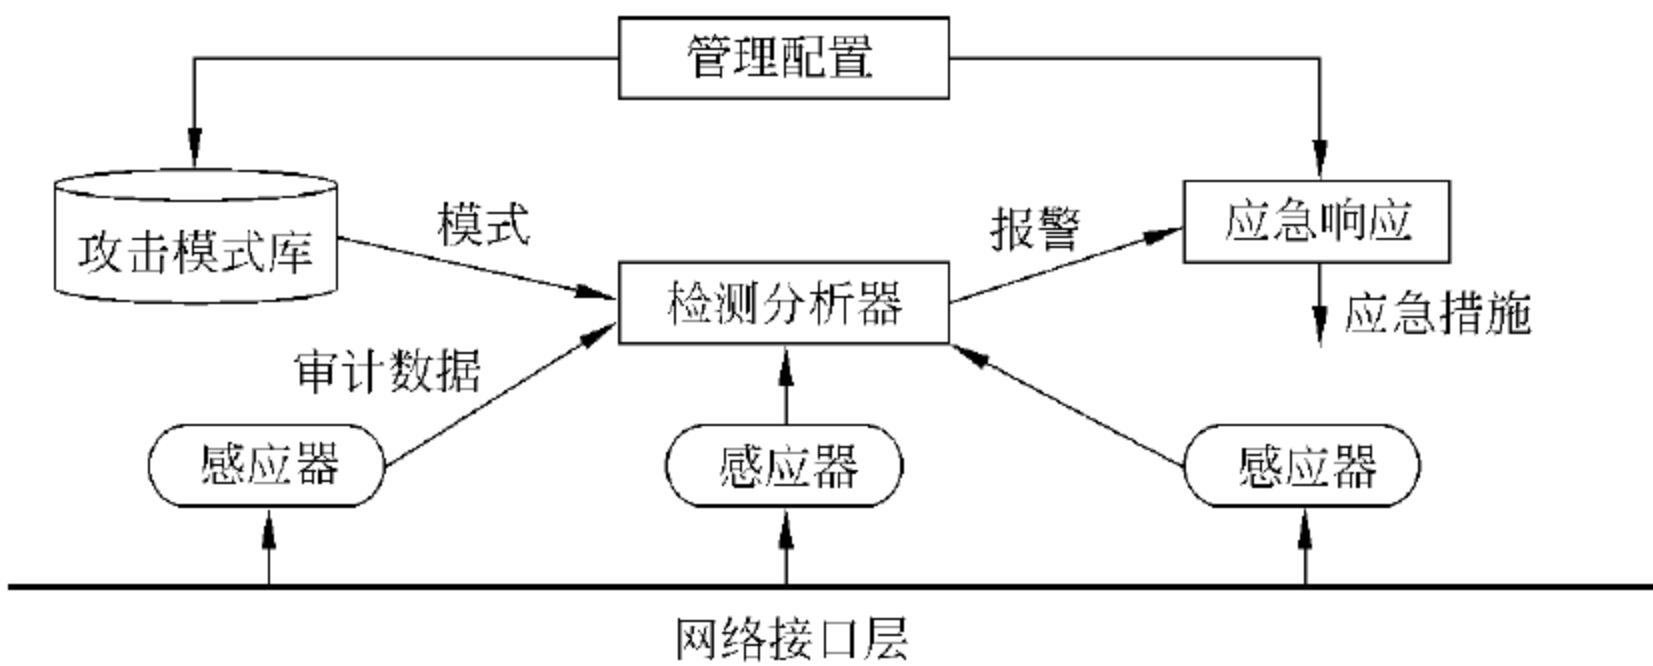 管理配置
攻击模式库
模式
报警
应急响应
检测分析器
应急措施
审计数据
感应器
感应器
感应器
网络接口层